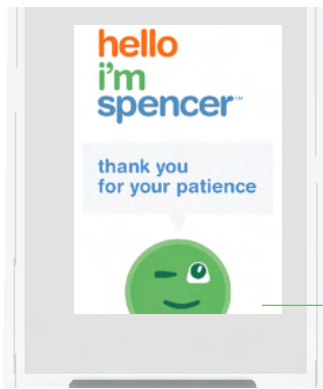 hello
i'm
spencer™
thank you
for your patience